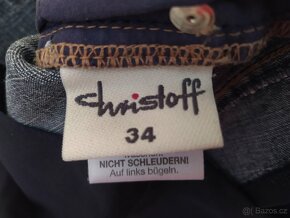 christoff
34
NICHT SCHLEUDERN!
Auf links bügeln.
Bazos.cz